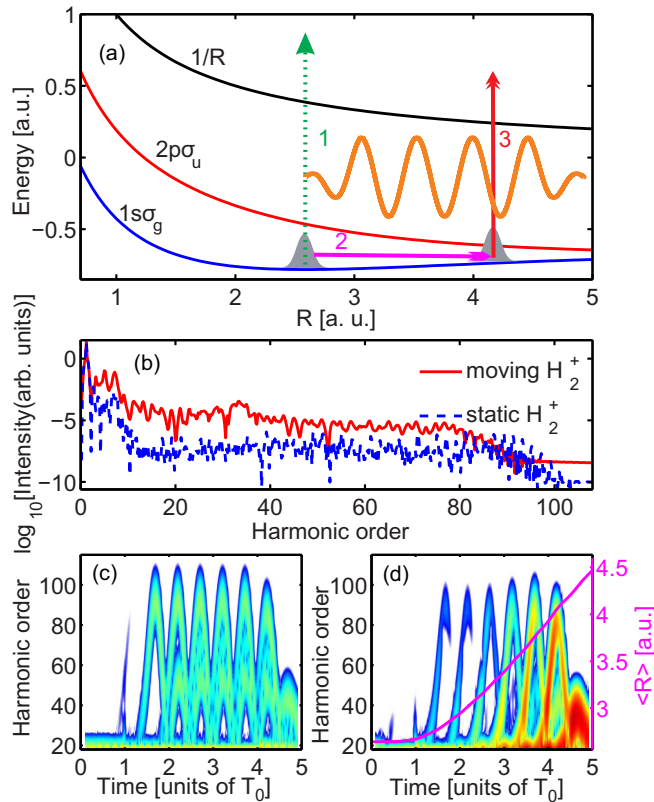 1
(a)
1/R
0.5
1
3
Energy [a.u.]
2pσu
0
1sσg
−0.5
2
1 2 3 4 5
R [a. u.]
log10[Intensity(arb. units)]
0
(b)
moving H2+
−5
static H2+
−10
0 20 40 60 80 100
Harmonic order
(c)
(d)
Harmonic order
100
80
60
40
20
0 1 2 3 4 5
Time [units of T0]
Harmonic order
100
80
60
40
20
0 1 2 3 4 5
Time [units of T0]
4.5
4
3.5
3
<R> [a.u.]